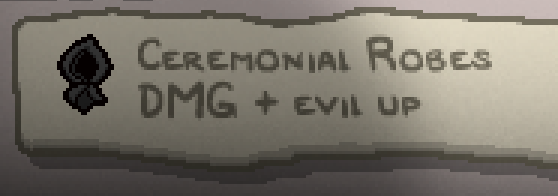 Ceremonial Robes
DMG + evil up